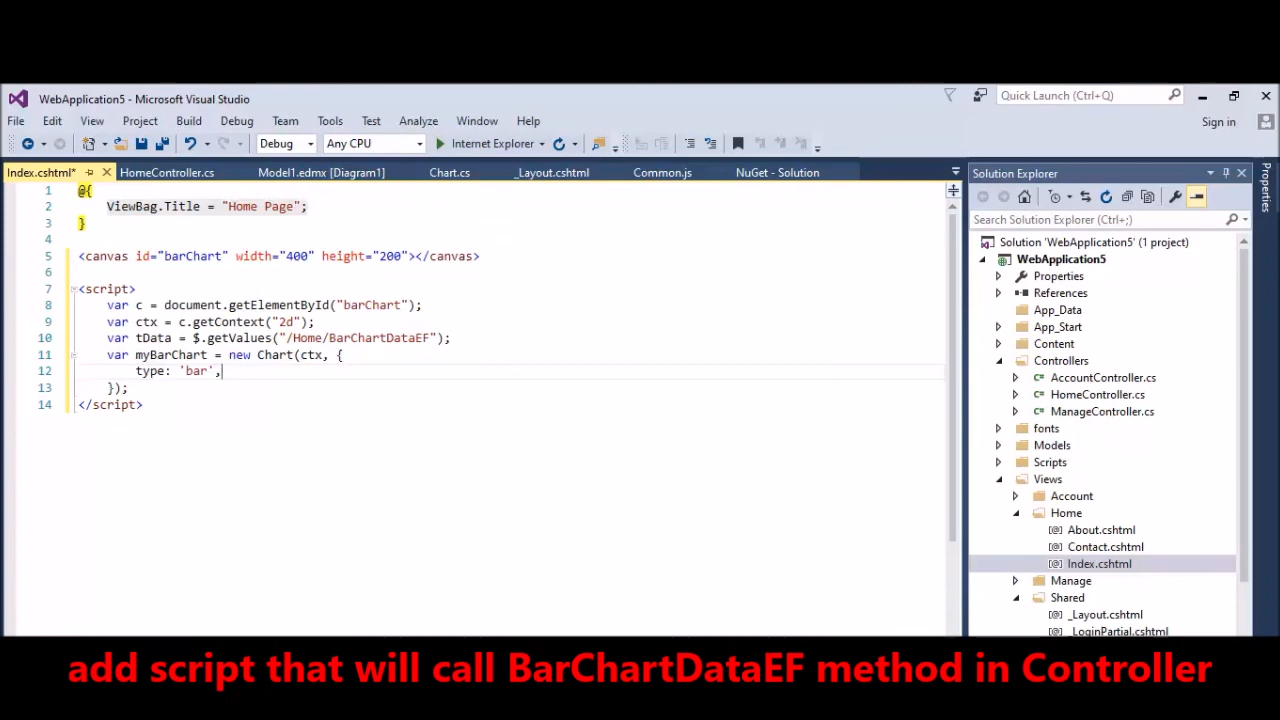 WebApplication5 - Microsoft Visual Studio
Quick Launch (Ctrl+Q)
File Edit View Project Build Debug Team Tools Test Analyze Window Help
Sign in
Debug Any CPU Internet Explorer
Index.cshtml* HomeController.cs Model1.edmx [Diagram1] Chart.cs _Layout.cshtml Common.js NuGet - Solution
1 @{
2 ViewBag.Title = "Home Page";
3 }
4
5 <canvas id="barChart" width="400" height="200"></canvas>
6
7 <script>
8 var c = document.getElementById("barChart");
9 var ctx = c.getContext("2d");
10 var tData = $.getValues("/Home/BarChartDataEF");
11 var myBarChart = new Chart(ctx, {
12 type: 'bar',
13 });
14 </script>
Solution Explorer
Search Solution Explorer (Ctrl+;)
Solution 'WebApplication5' (1 project)
WebApplication5
Properties
References
App_Data
App_Start
Content
Controllers
AccountController.cs
HomeController.cs
ManageController.cs
fonts
Models
Scripts
Views
Account
Home
About.cshtml
Contact.cshtml
Index.cshtml
Manage
Shared
_Layout.cshtml
_LoginPartial.cshtml
Properties
add script that will call BarChartDataEF method in Controller